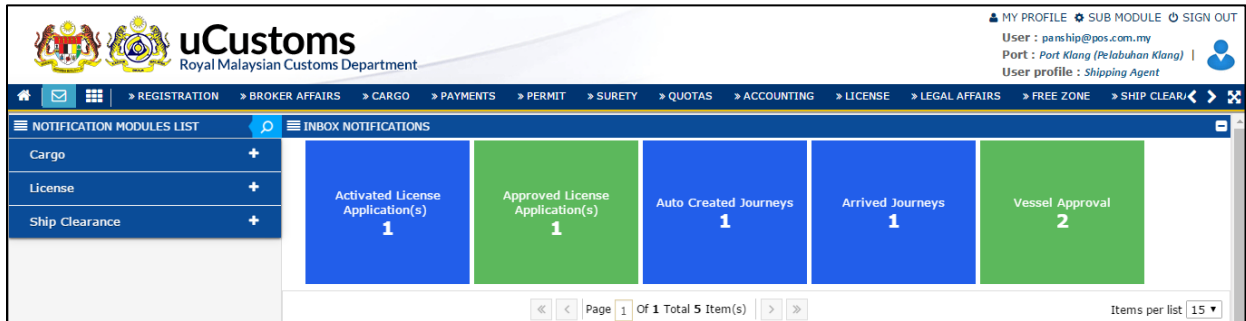 MY PROFILE SUB MODULE SIGN OUT
uCustoms
Royal Malaysian Customs Department
User : panship@pos.com.my
Port : Port Klang (Pelabuhan Klang) |
User profile : Shipping Agent
» REGISTRATION » BROKER AFFAIRS » CARGO » PAYMENTS » PERMIT » SURETY » QUOTAS » ACCOUNTING » LICENSE » LEGAL AFFAIRS » FREE ZONE » SHIP CLEAR
NOTIFICATION MODULES LIST
Cargo +
License +
Ship Clearance +
INBOX NOTIFICATIONS
Activated License
Application(s)
1
Approved License
Application(s)
1
Auto Created Journeys
1
Arrived Journeys
1
Vessel Approval
2
« < Page 1 Of 1 Total 5 Item(s) > »
Items per list 15